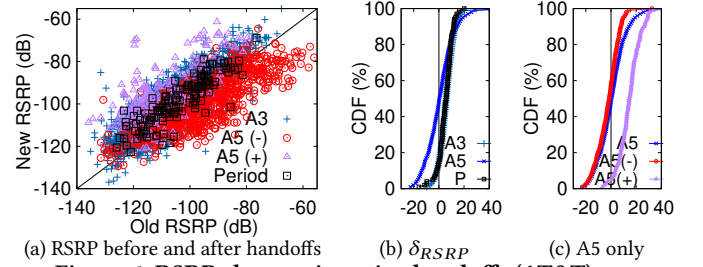 New RSRP (dB)
-60
-80
-100
-120
-140
A3
A5 (-)
A5 (+)
Period
-140 -120 -100 -80 -60
Old RSRP (dB)
(a) RSRP before and after handoffs
CDF (%)
100
80
60
40
20
0
A3
A5
P
-20 0 20 40
(b) δRSRP
CDF (%)
100
80
60
40
20
0
A5
A5(-)
A5(+)
-20 0 20 40
(c) A5 only